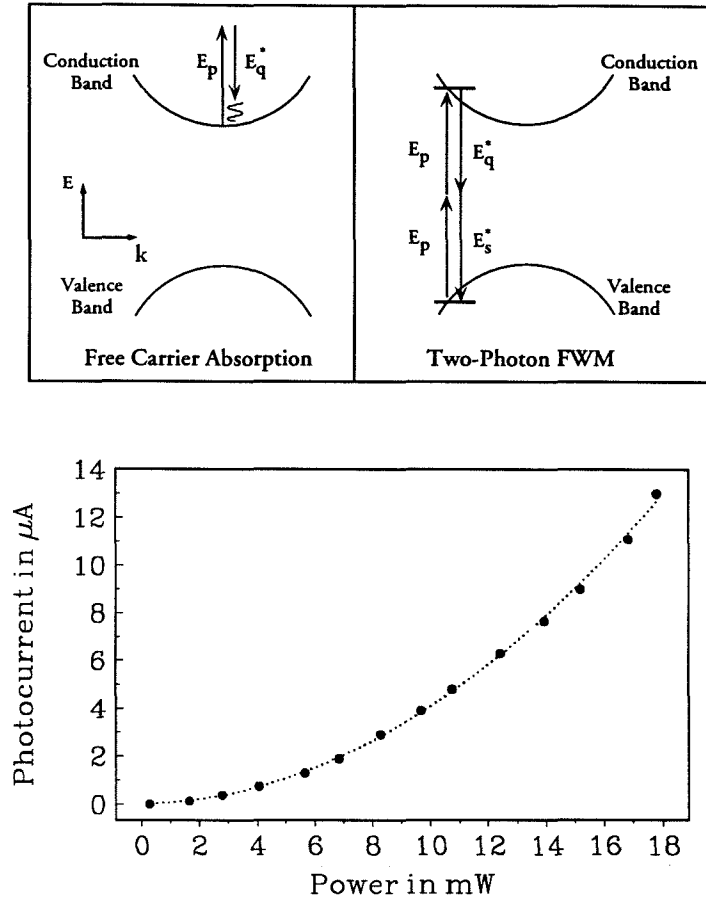 Conduction
Band
E_p E_q^*
E
k
Valence
Band
Free Carrier Absorption
Conduction
Band
E_p E_q^*
E_p E_s^*
Valence
Band
Two-Photon FWM
Photocurrent in μA
14
12
10
8
6
4
2
0
0 2 4 6 8 10 12 14 16 18
Power in mW